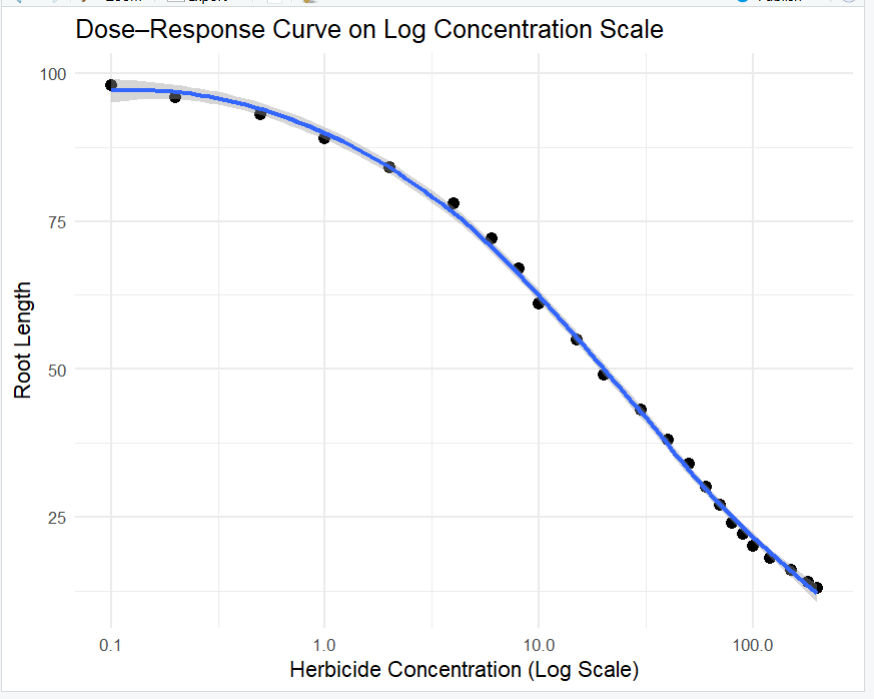 Dose–Response Curve on Log Concentration Scale
100
75
50
25
Root Length
0.1 1.0 10.0 100.0
Herbicide Concentration (Log Scale)